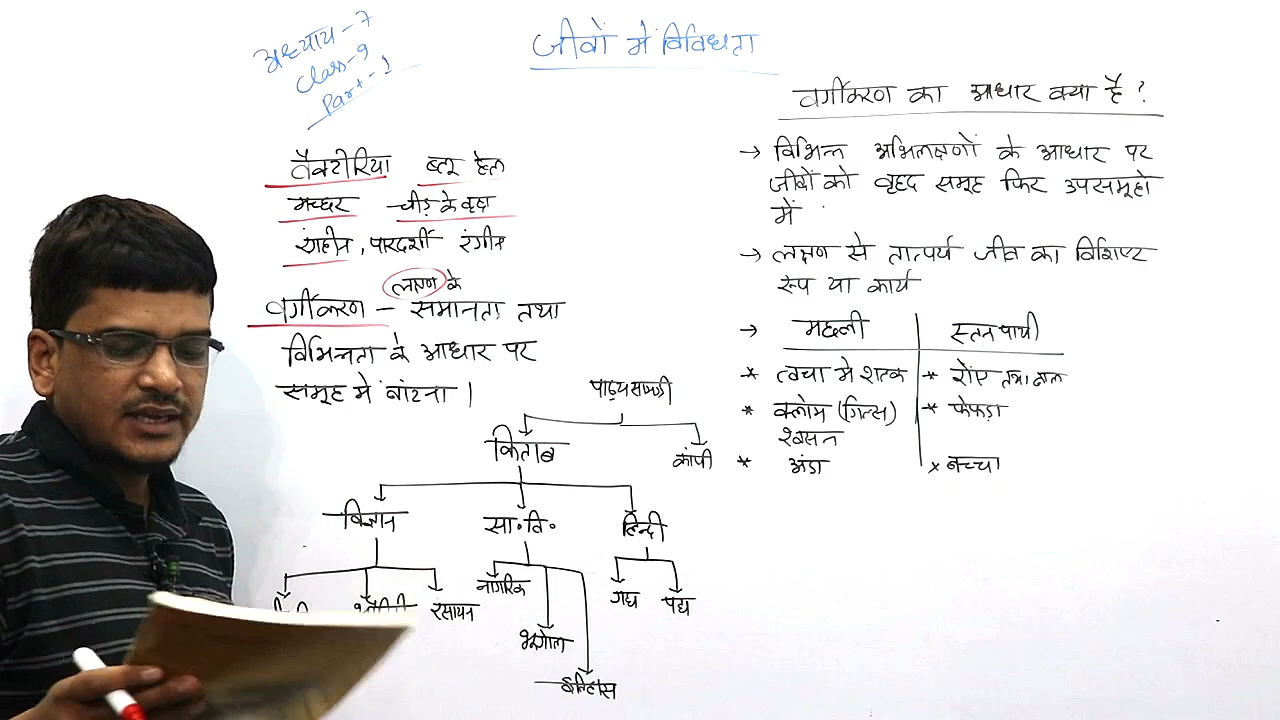 अध्याय-7
Class-9
Part-1
जीवों में विविधता
बैक्टीरिया ब्लू ह्वेल
मच्छर चीड़ के वृक्ष
रंगहीन, पारदर्शी रंगीन
लक्षण के
वर्गीकरण - समानता तथा
विभिन्नता के आधार पर
समूह में बांटना।
पाठ्य सामग्री
किताब
कॉपी
विज्ञान सा॰ वि॰ हिन्दी
रसायन
नागरिक
भूगोल
इतिहास
गद्य पद्य
वर्गीकरण का आधार क्या है?
→ विभिन्न अभिलक्षणों के आधार पर
जीवों को वृहद समूह फिर उपसमूहो
में
→ लक्षण से तात्पर्य जीव का विशिष्ट
रूप या कार्य
→ मछली स्तनपायी
* त्वचा मे शल्क * रोंए तथा बाल
* क्लोम (गिल्स) * फेफड़ा
श्वसन
* अंडा * बच्चा